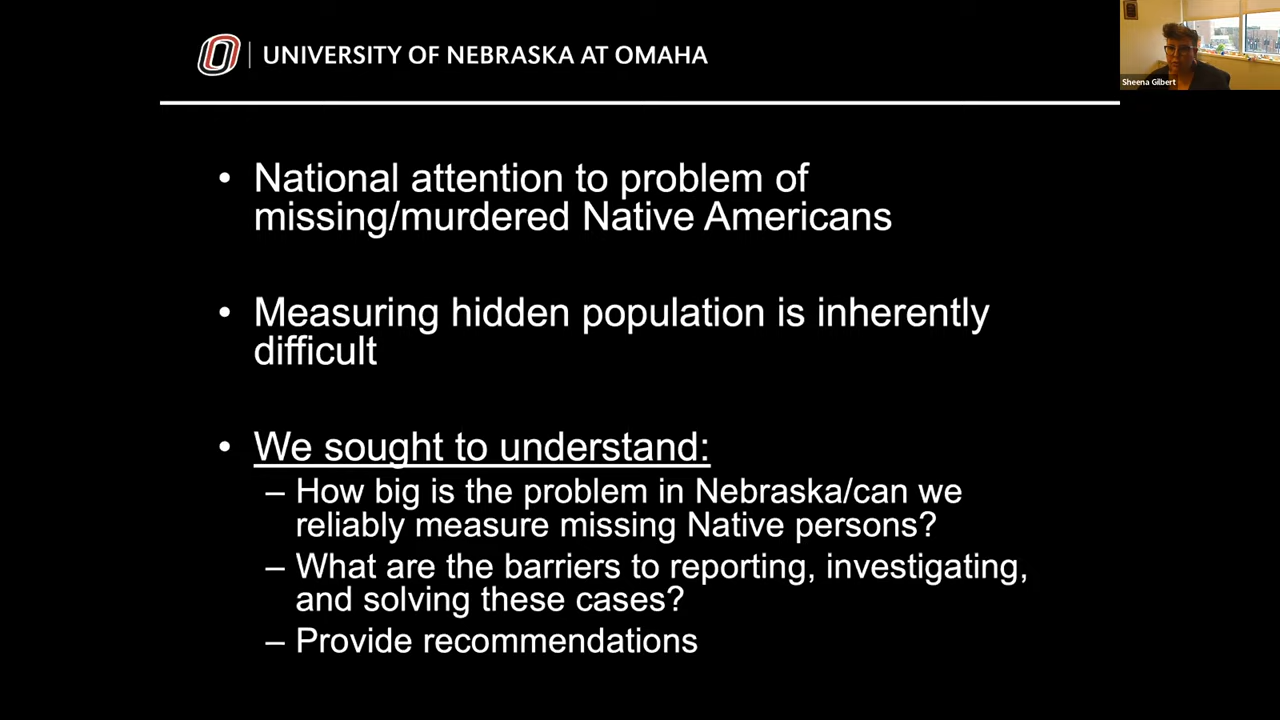 UNIVERSITY OF NEBRASKA AT OMAHA
Sheena Gilbert
• National attention to problem of
missing/murdered Native Americans
• Measuring hidden population is inherently
difficult
• We sought to understand:
– How big is the problem in Nebraska/can we
reliably measure missing Native persons?
– What are the barriers to reporting, investigating,
and solving these cases?
– Provide recommendations